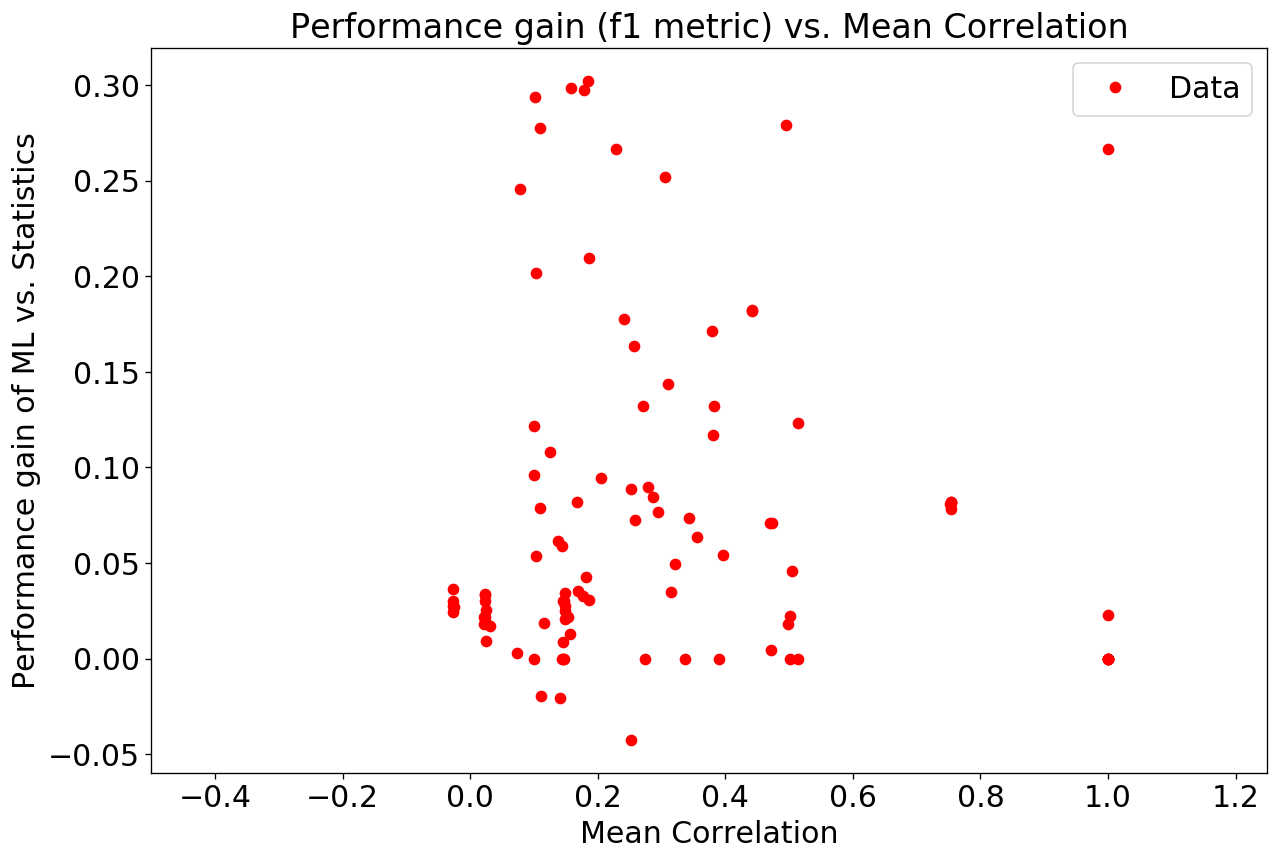 Performance gain (f1 metric) vs. Mean Correlation
Data
Performance gain of ML vs. Statistics
0.30
0.25
0.20
0.15
0.10
0.05
0.00
−0.05
−0.4 −0.2 0.0 0.2 0.4 0.6 0.8 1.0 1.2
Mean Correlation